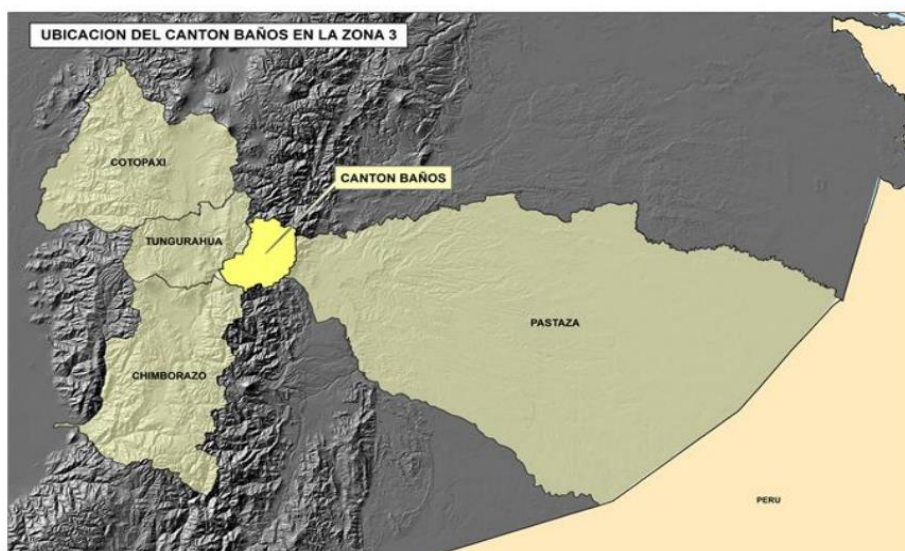 UBICACION DEL CANTON BAÑOS EN LA ZONA 3
COTOPAXI
CANTON BAÑOS
TUNGURAHUA
PASTAZA
CHIMBORAZO
PERU